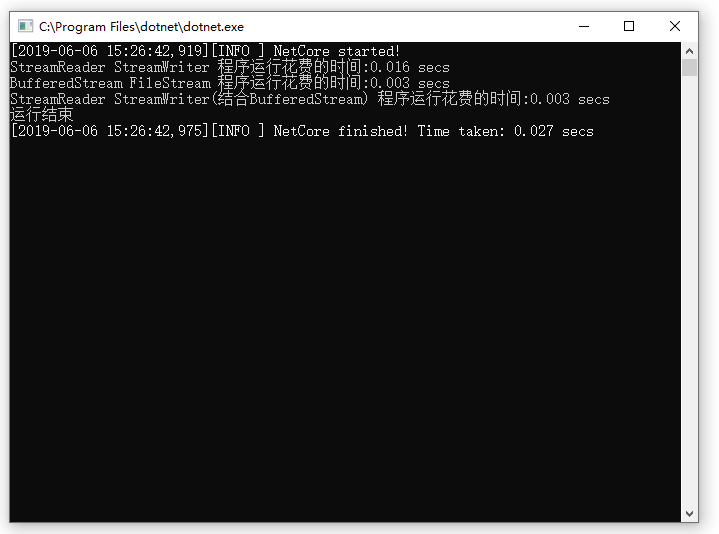 C:\Program Files\dotnet\dotnet.exe
[2019-06-06 15:26:42,919][INFO ] NetCore started!
StreamReader StreamWriter 程序运行花费的时间:0.016 secs
BufferedStream FileStream 程序运行花费的时间:0.003 secs
StreamReader StreamWriter(结合BufferedStream) 程序运行花费的时间:0.003 secs
运行结束
[2019-06-06 15:26:42,975][INFO ] NetCore finished! Time taken: 0.027 secs